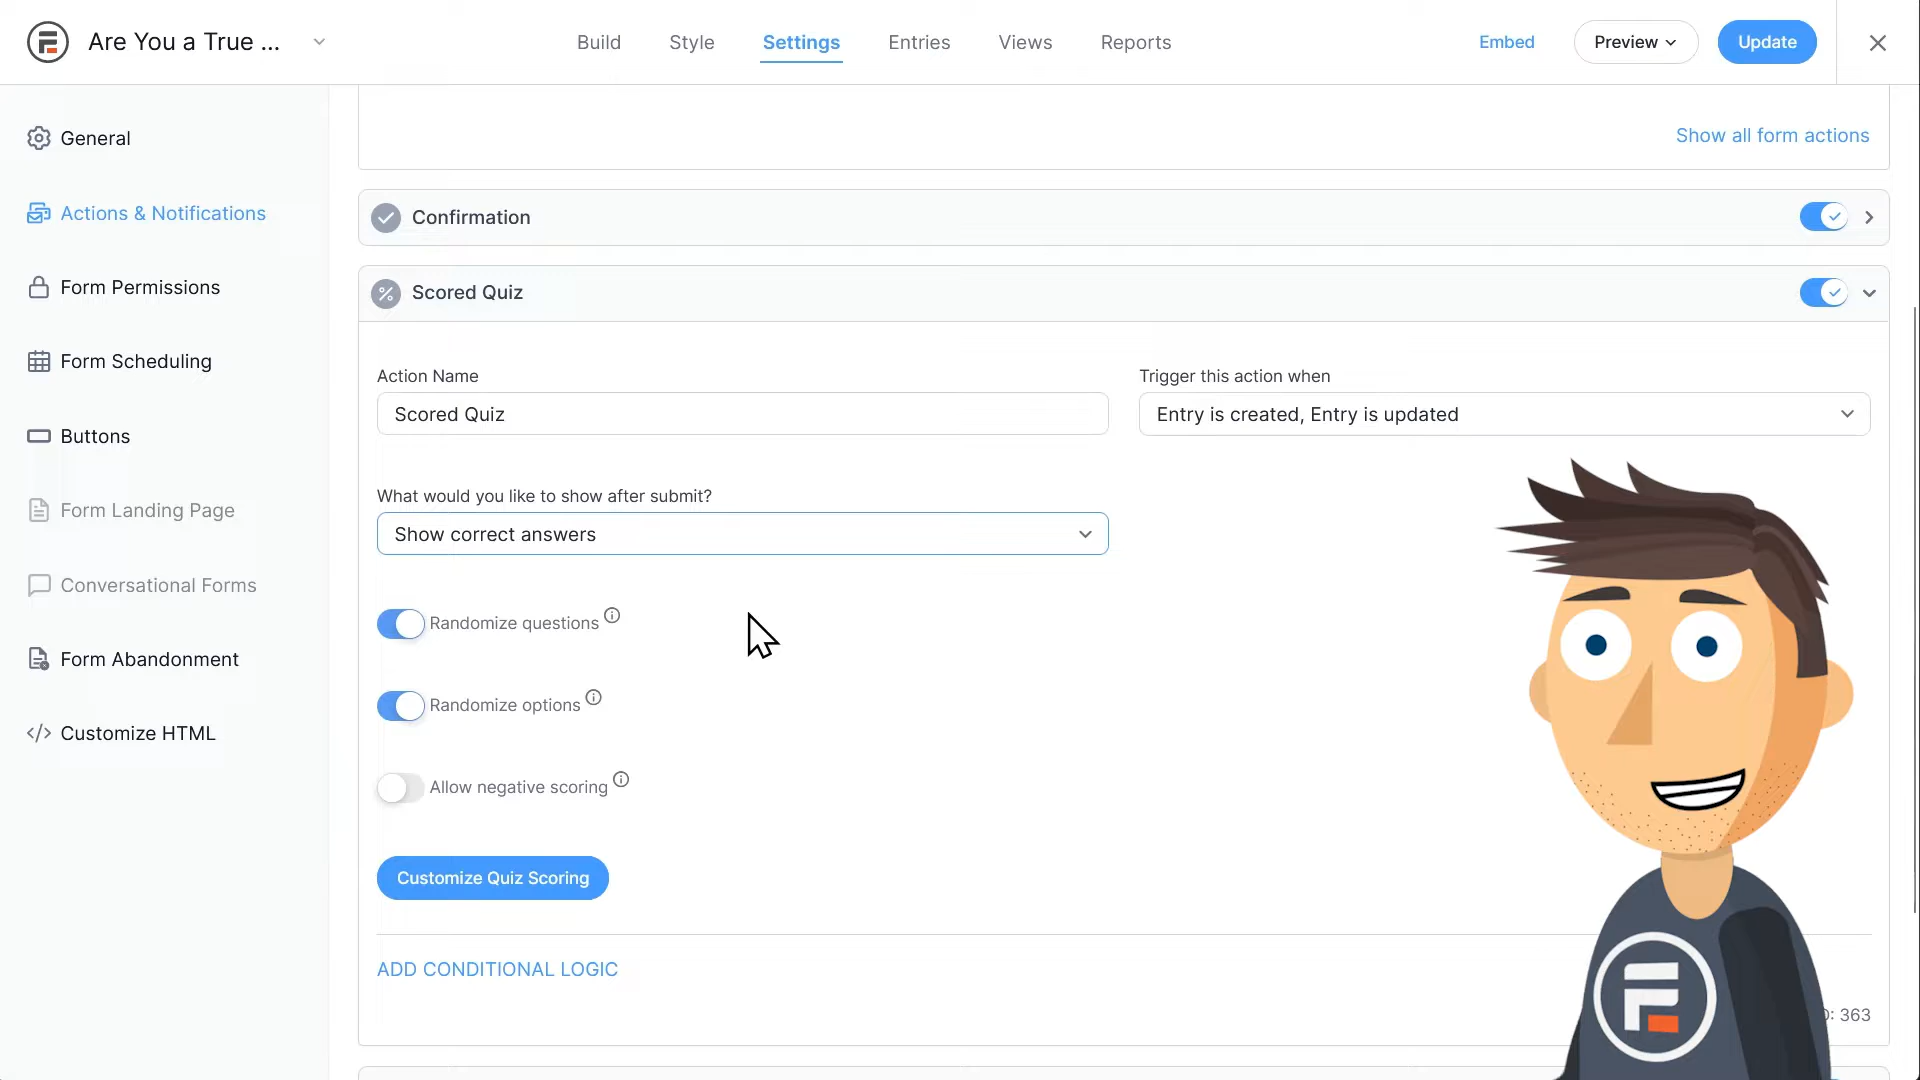 Are You a True ...
Build
Style
Settings
Entries
Views
Reports
Embed
Preview
Update
General
Actions & Notifications
Form Permissions
Form Scheduling
Buttons
Form Landing Page
Conversational Forms
Form Abandonment
Customize HTML
Show all form actions
Confirmation
Scored Quiz
Action Name
Trigger this action when
Scored Quiz
Entry is created, Entry is updated
What would you like to show after submit?
Show correct answers
Randomize questions
Randomize options
Allow negative scoring
Customize Quiz Scoring
ADD CONDITIONAL LOGIC
: 363